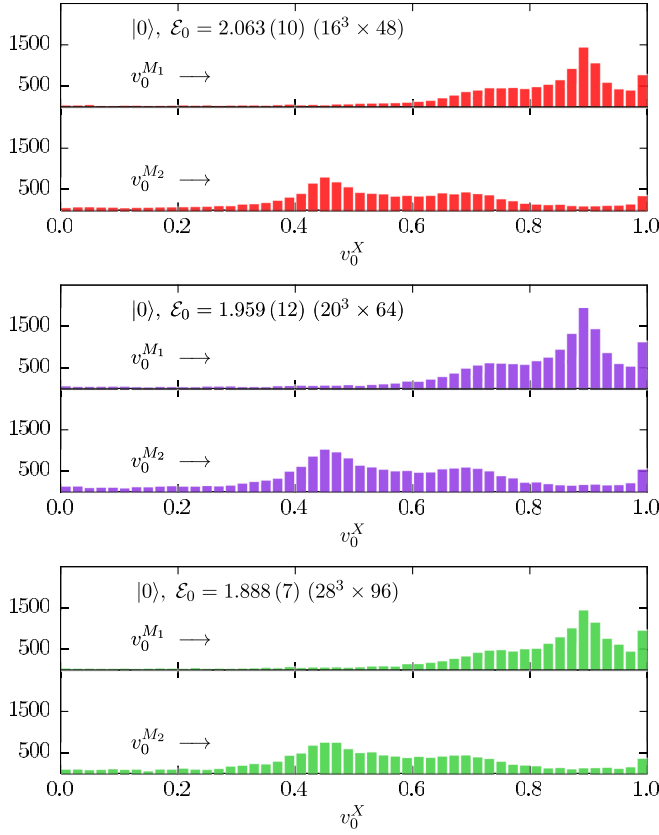 |0⟩, ℰ₀ = 2.063 (10) (16³ × 48)
1500
v₀^{M₁} ⟶
500
1500
v₀^{M₂} ⟶
500
0.0 0.2 0.4 0.6 0.8 1.0
v₀^X
|0⟩, ℰ₀ = 1.959 (12) (20³ × 64)
1500
v₀^{M₁} ⟶
500
1500
v₀^{M₂} ⟶
500
0.0 0.2 0.4 0.6 0.8 1.0
v₀^X
|0⟩, ℰ₀ = 1.888 (7) (28³ × 96)
1500
v₀^{M₁} ⟶
500
1500
v₀^{M₂} ⟶
500
0.0 0.2 0.4 0.6 0.8 1.0
v₀^X